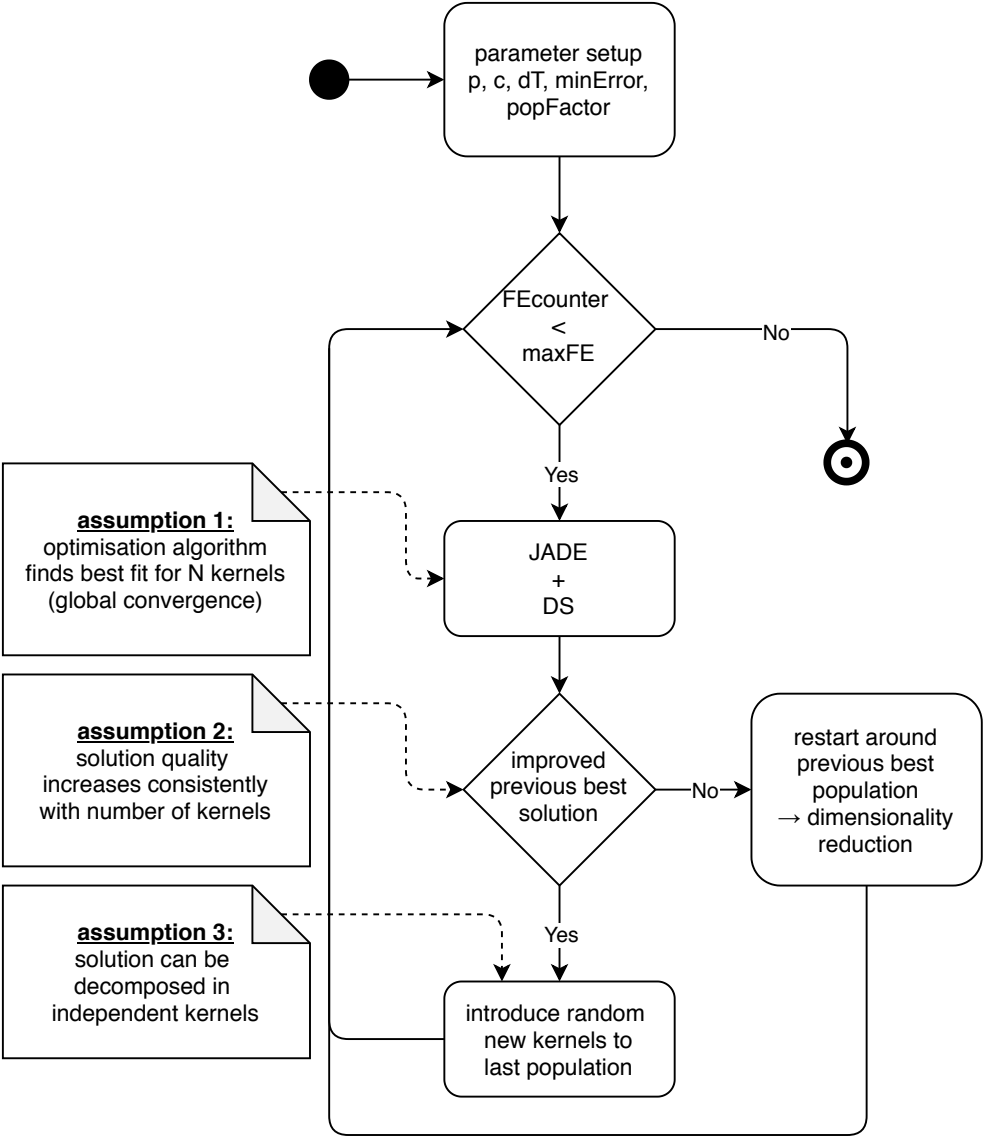 parameter setup
p, c, dT, minError,
popFactor
FEcounter
<
maxFE
No
Yes
assumption 1:
optimisation algorithm
finds best fit for N kernels
(global convergence)
JADE
+
DS
assumption 2:
solution quality
increases consistently
with number of kernels
improved
previous best
solution
No
restart around
previous best
population
→ dimensionality
reduction
Yes
assumption 3:
solution can be
decomposed in
independent kernels
introduce random
new kernels to
last population